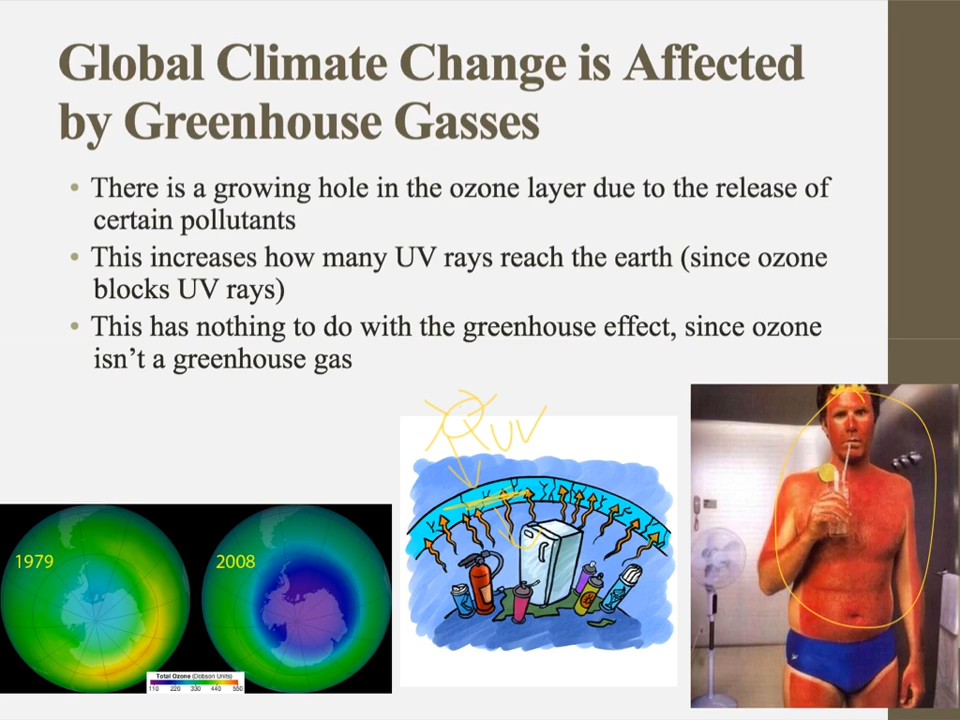 Global Climate Change is Affected
by Greenhouse Gasses
• There is a growing hole in the ozone layer due to the release of
certain pollutants
• This increases how many UV rays reach the earth (since ozone
blocks UV rays)
• This has nothing to do with the greenhouse effect, since ozone
isn't a greenhouse gas
UV
1979
2008
Total Ozone (Dobson Units)
110 220 330 440 550